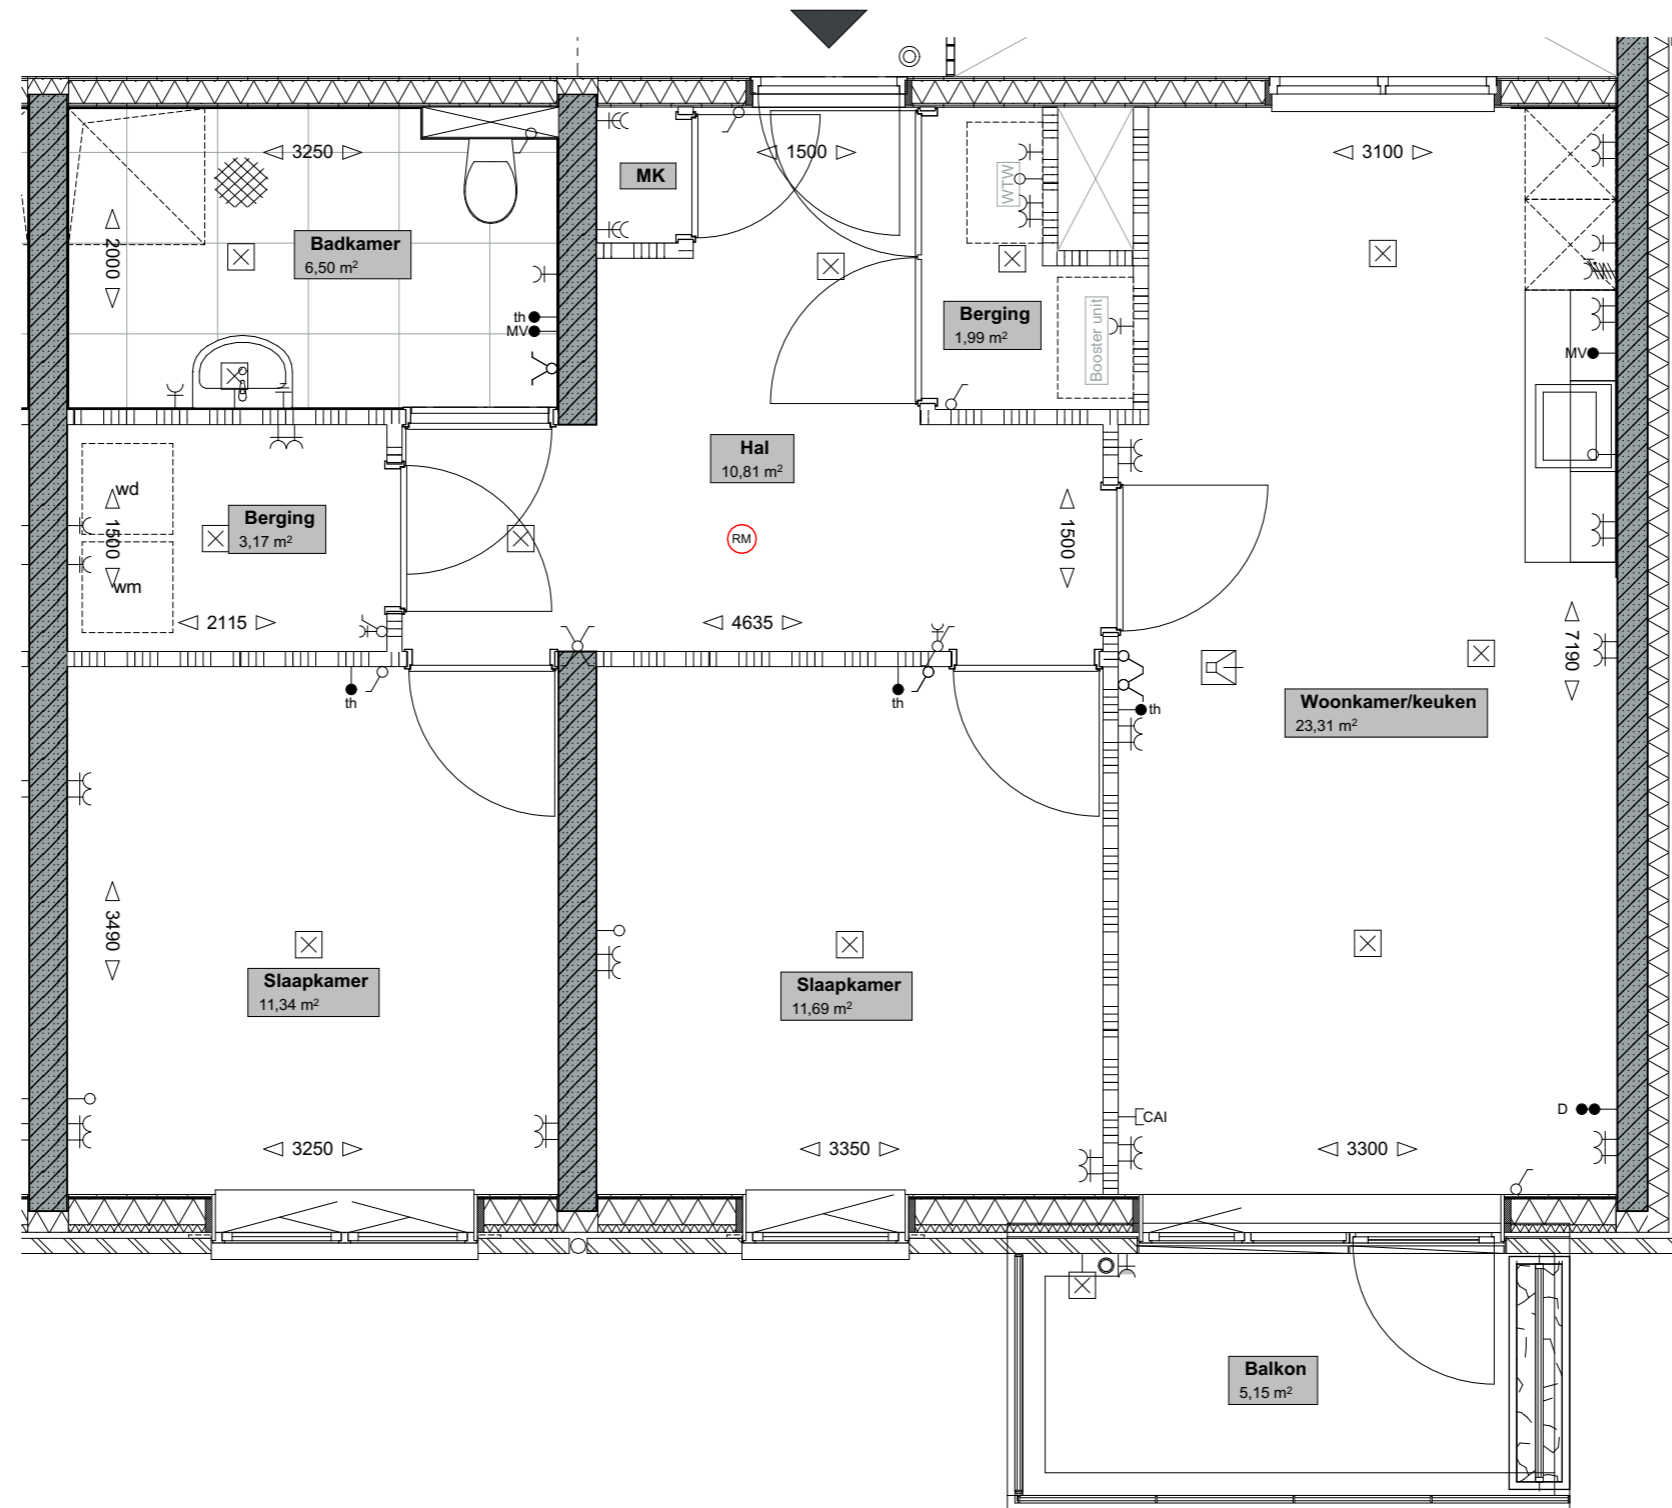 3250
MK
1500
WTW
3100
2000
Badkamer
6,50 m²
th
MV
Berging
1,99 m²
Booster unit
MV
Hal
10,81 m²
wd
1500
Berging
3,17 m²
wm
RM
1500
2115
4635
7190
th
th
th
Woonkamer/keuken
23,31 m²
3490
Slaapkamer
11,34 m²
Slaapkamer
11,69 m²
CAI
D
3250
3350
3300
Balkon
5,15 m²